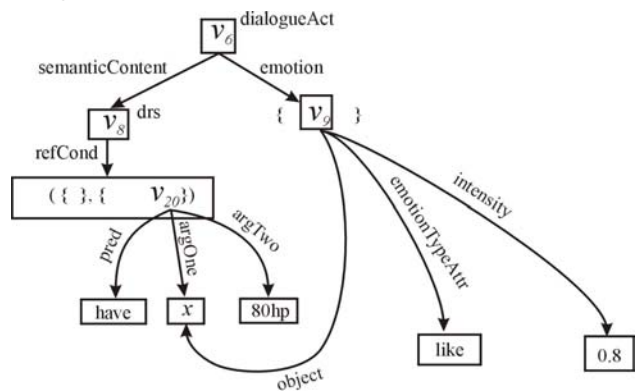 v6 dialogueAct
semanticContent emotion
v8 drs { v9 }
refCond
( { }, { v20})
pred argOne argTwo emotionTypeAttr intensity
have x 80hp
like 0.8
object